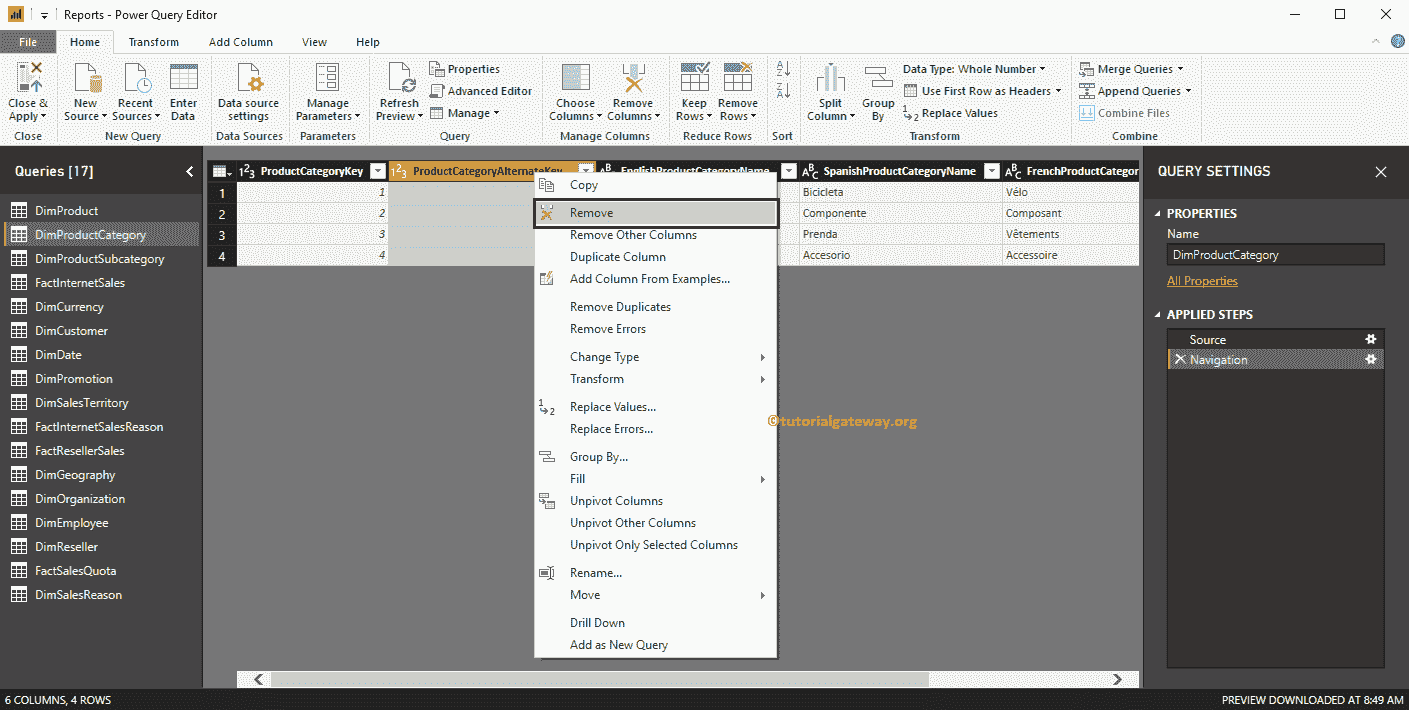 Reports - Power Query Editor
File Home Transform Add Column View Help
Close & Apply
New Source
Recent Sources
Enter Data
Data source settings
Manage Parameters
Refresh Preview
Properties
Advanced Editor
Manage
Choose Columns
Remove Columns
Keep Rows
Remove Rows
Split Column
Group By
Data Type: Whole Number
Use First Row as Headers
Replace Values
Merge Queries
Append Queries
Combine Files
Close New Query Data Sources Parameters Query Manage Columns Reduce Rows Sort Transform Combine
Queries [17]
DimProduct
DimProductCategory
DimProductSubcategory
FactInternetSales
DimCurrency
DimCustomer
DimDate
DimPromotion
DimSalesTerritory
FactInternetSalesReason
FactResellerSales
DimGeography
DimOrganization
DimEmployee
DimReseller
FactSalesQuota
DimSalesReason
ProductCategoryKey ProductCategoryAlternateKey EnglishProductCategoryName SpanishProductCategoryName FrenchProductCategor
1 1 Bicicleta Vélo
2 2 Componente Composant
3 3 Prenda Vêtements
4 4 Accesorio Accessoire
Copy
Remove
Remove Other Columns
Duplicate Column
Add Column From Examples...
Remove Duplicates
Remove Errors
Change Type
Transform
Replace Values...
Replace Errors...
Group By...
Fill
Unpivot Columns
Unpivot Other Columns
Unpivot Only Selected Columns
Rename...
Move
Drill Down
Add as New Query
©tutorialgateway.org
QUERY SETTINGS
PROPERTIES
Name
DimProductCategory
All Properties
APPLIED STEPS
Source
Navigation
6 COLUMNS, 4 ROWS
PREVIEW DOWNLOADED AT 8:49 AM